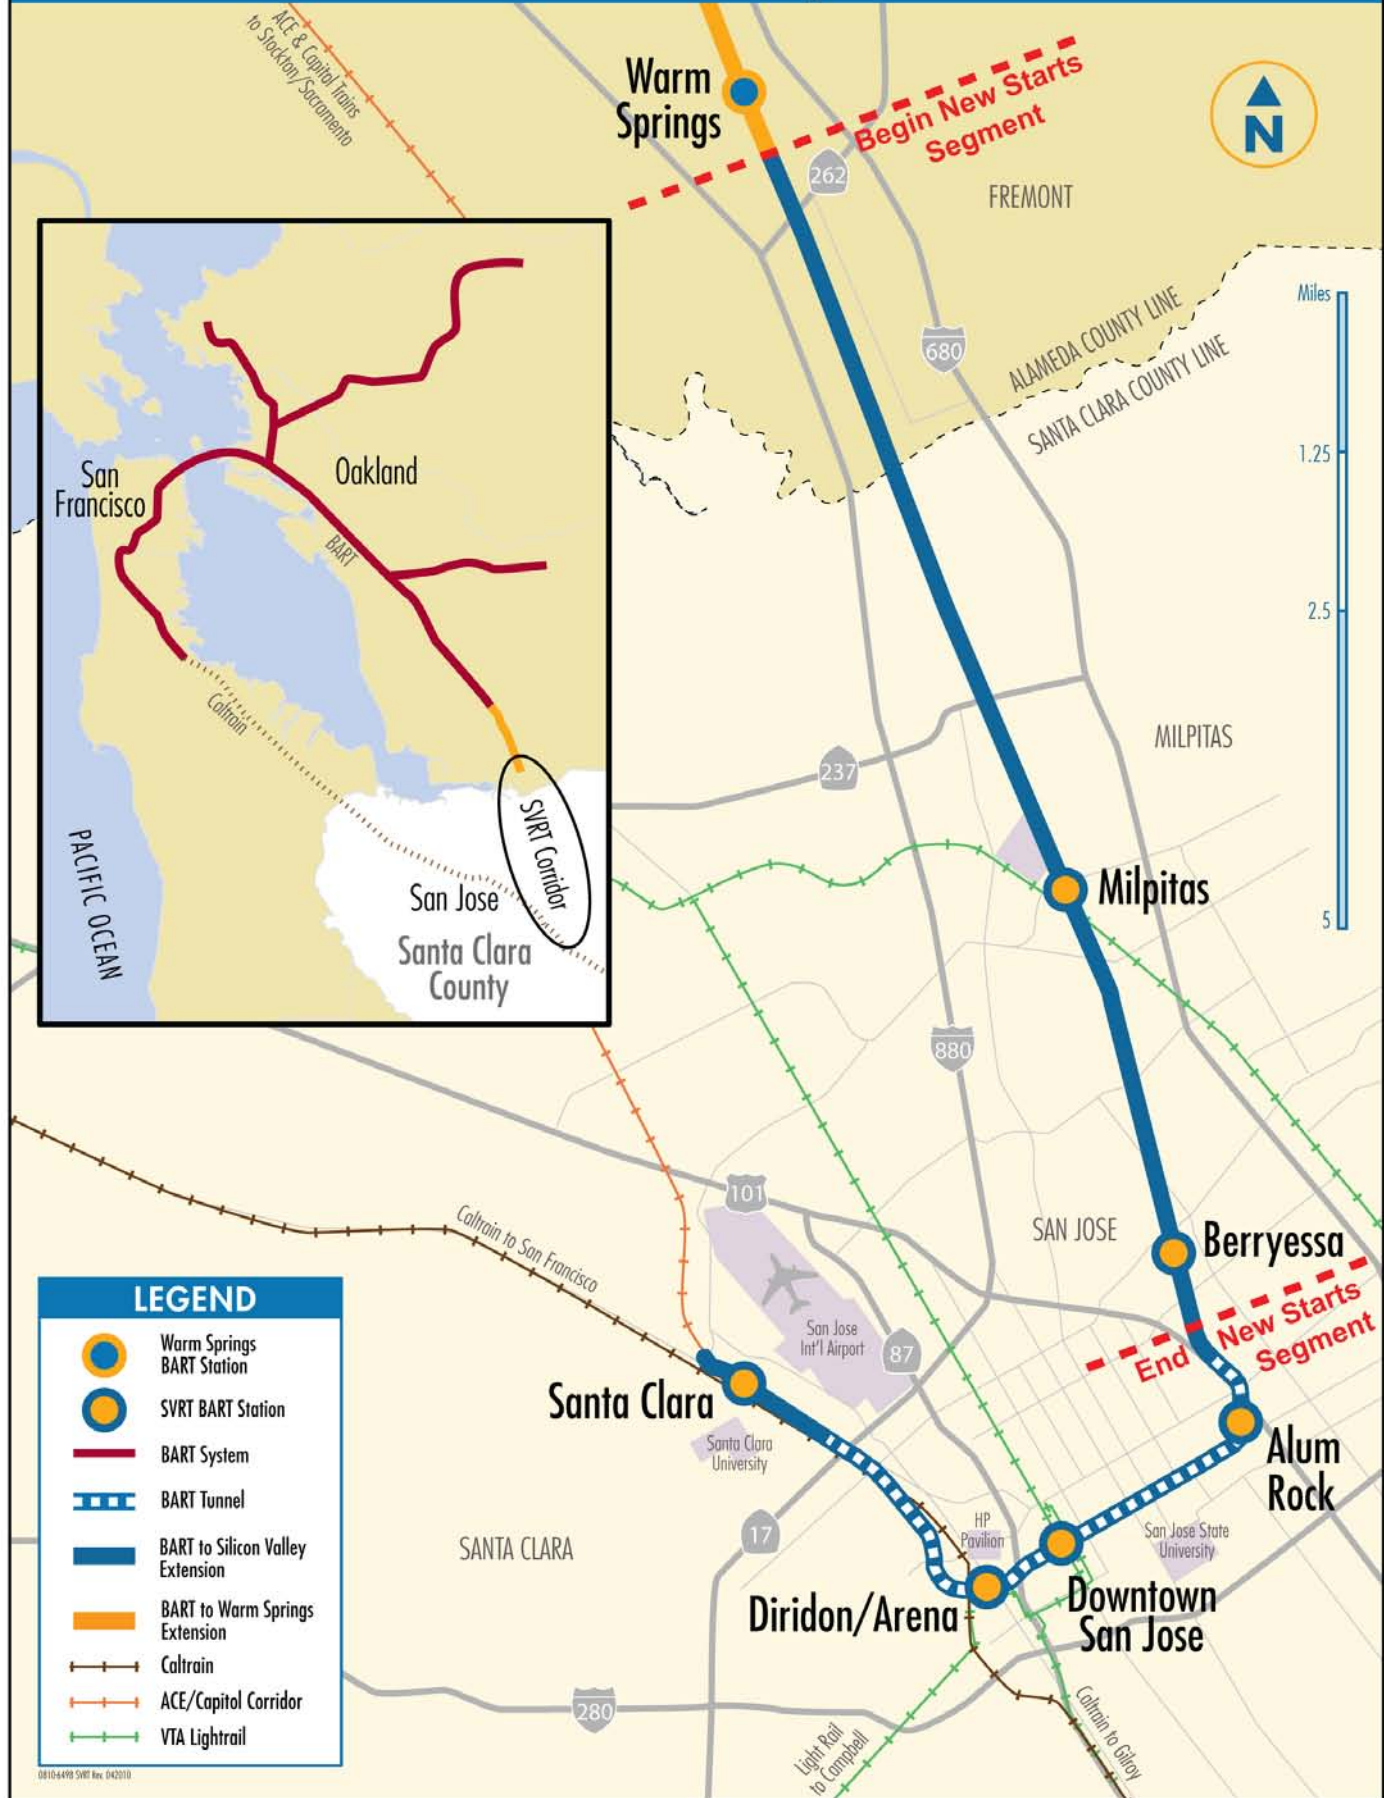 ACE & Capitol Trains
to Stockton/Sacramento
Warm
Springs
Begin New Starts
Segment
N
262
FREMONT
680
ALAMEDA COUNTY LINE
SANTA CLARA COUNTY LINE
Miles
1.25
2.5
5
San
Francisco
Oakland
BART
Caltrain
PACIFIC OCEAN
SVRT Corridor
San Jose
Santa Clara
County
237
MILPITAS
Milpitas
880
101
SAN JOSE
Berryessa
Caltrain to San Francisco
San Jose
Int'l Airport
87
End New Starts
Segment
Santa Clara
Santa Clara
University
Alum
Rock
17
HP
Pavilion
San Jose State
University
SANTA CLARA
Diridon/Arena
Downtown
San Jose
280
Light Rail
to Campbell
Caltrain to Gilroy
LEGEND
Warm Springs
BART Station
SVRT BART Station
BART System
BART Tunnel
BART to Silicon Valley
Extension
BART to Warm Springs
Extension
Caltrain
ACE/Capitol Corridor
VTA Lightrail
0810-6498 SVRT Rev. 042010